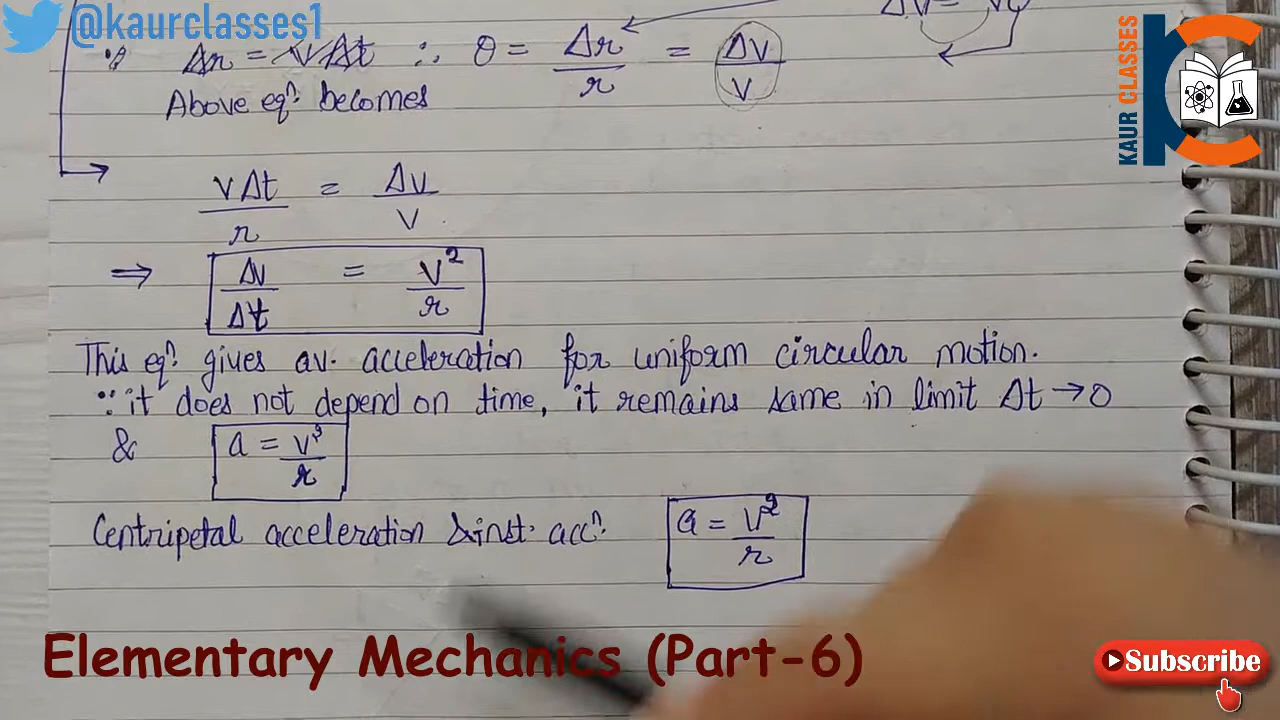 @kaurclasses1
∵ Δr = vΔt ∴ θ = Δr/r = Δv/v
Above eqⁿ. becomes
vΔt/r = Δv/v
⇒ Δv/Δt = v²/r
This eqⁿ. gives av. acceleration for uniform circular motion.
∵ it does not depend on time, it remains same in limit Δt → 0
& a = v²/r
Centripetal acceleration & inst. accⁿ. a = v²/r
KAUR CLASSES
Elementary Mechanics (Part-6)
Subscribe